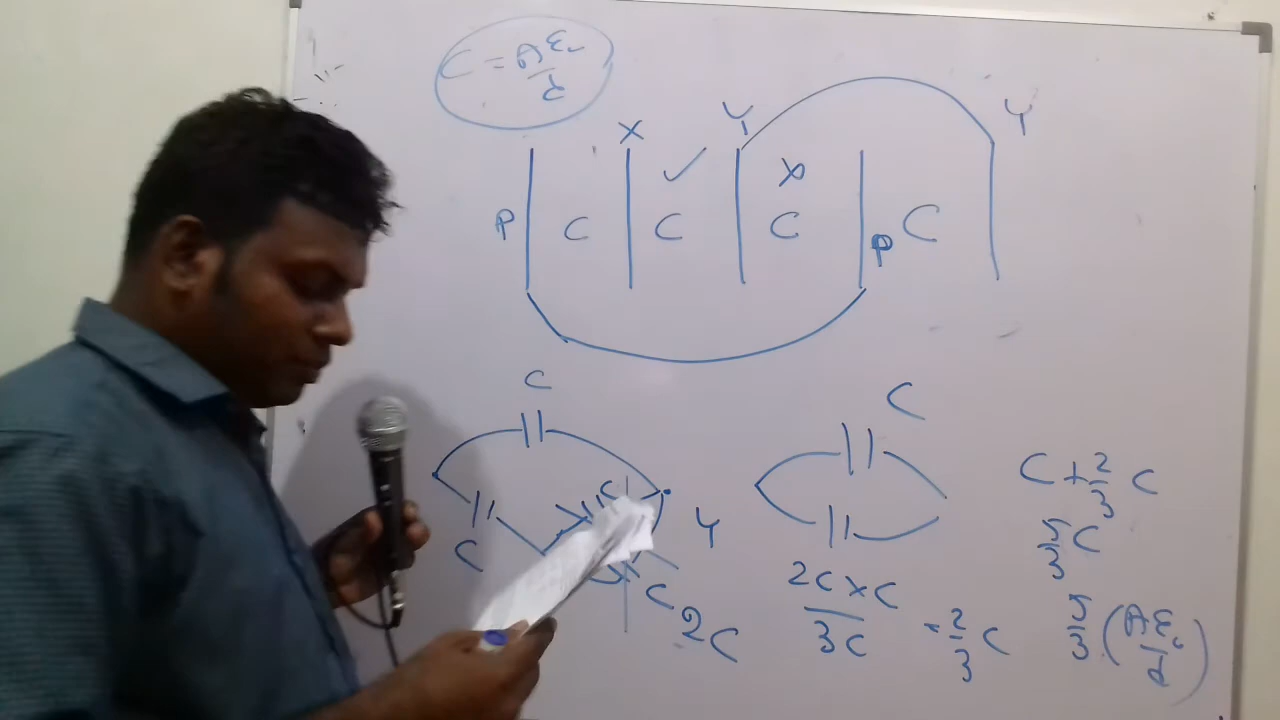 C = Aε₀/d
X Y Y
✓ X
P C C C P C
C
C
C
C
Y
2C
C
2C x C / 3C = 2/3 C
C + 2/3 C
5/3 C
5/3 (Aε₀/d)